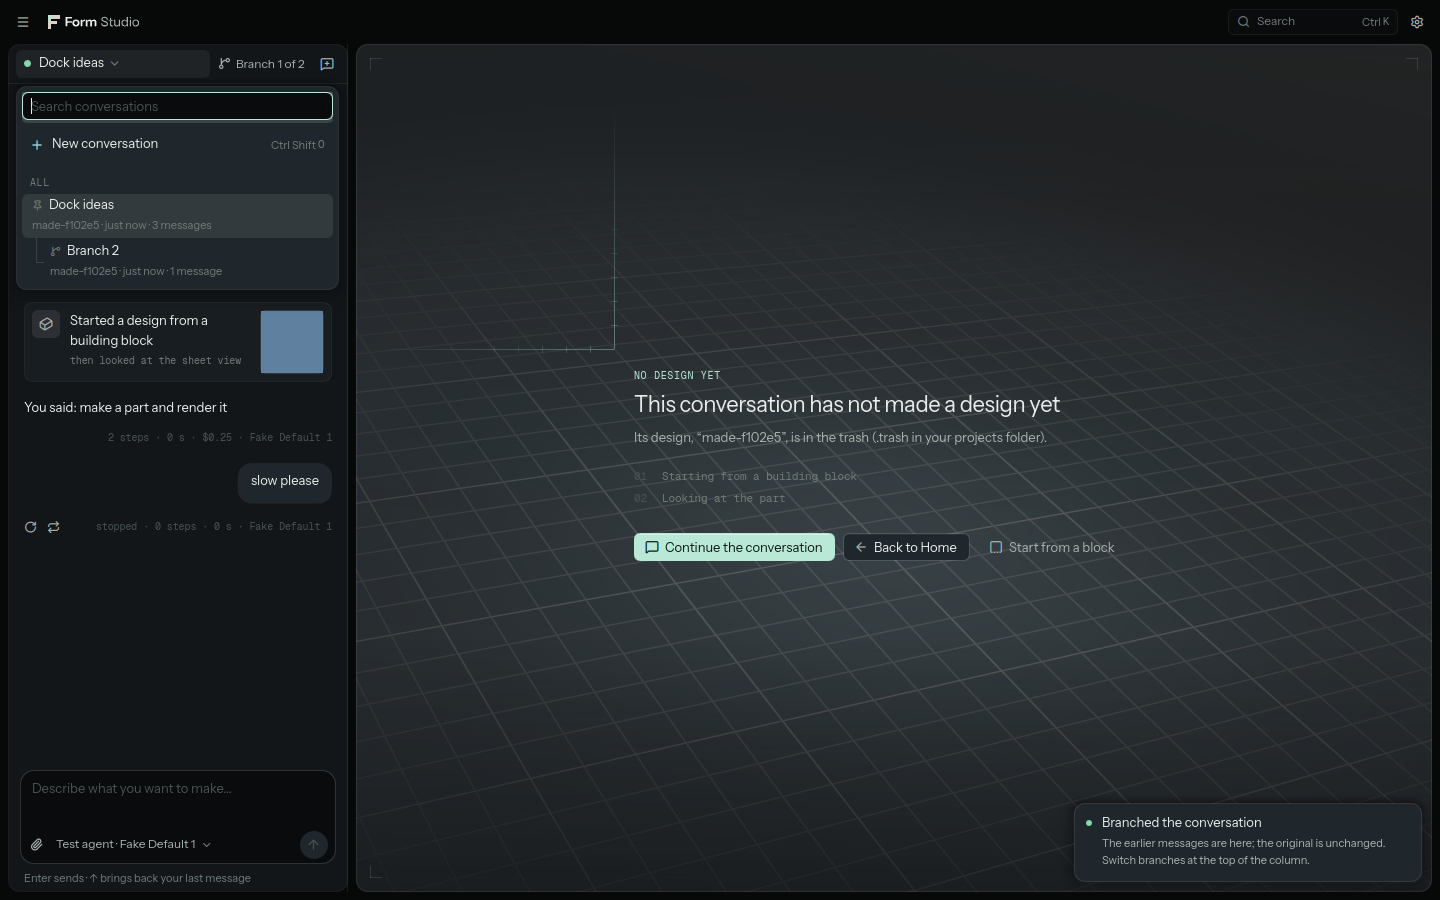 Form Studio
Search
Ctrl K
Dock ideas
Branch 1 of 2
Search conversations
New conversation
Ctrl Shift O
ALL
Dock ideas
made-f102e5 · just now · 3 messages
Branch 2
made-f102e5 · just now · 1 message
Started a design from a
building block
then looked at the sheet view
You said: make a part and render it
2 steps · 0 s · $0.25 · Fake Default 1
slow please
stopped · 0 steps · 0 s · Fake Default 1
Describe what you want to make...
Test agent · Fake Default 1
Enter sends · ↑ brings back your last message
NO DESIGN YET
This conversation has not made a design yet
Its design, “made-f102e5”, is in the trash (.trash in your projects folder).
01 Starting from a building block
02 Looking at the part
Continue the conversation
Back to Home
Start from a block
Branched the conversation
The earlier messages are here; the original is unchanged.
Switch branches at the top of the column.